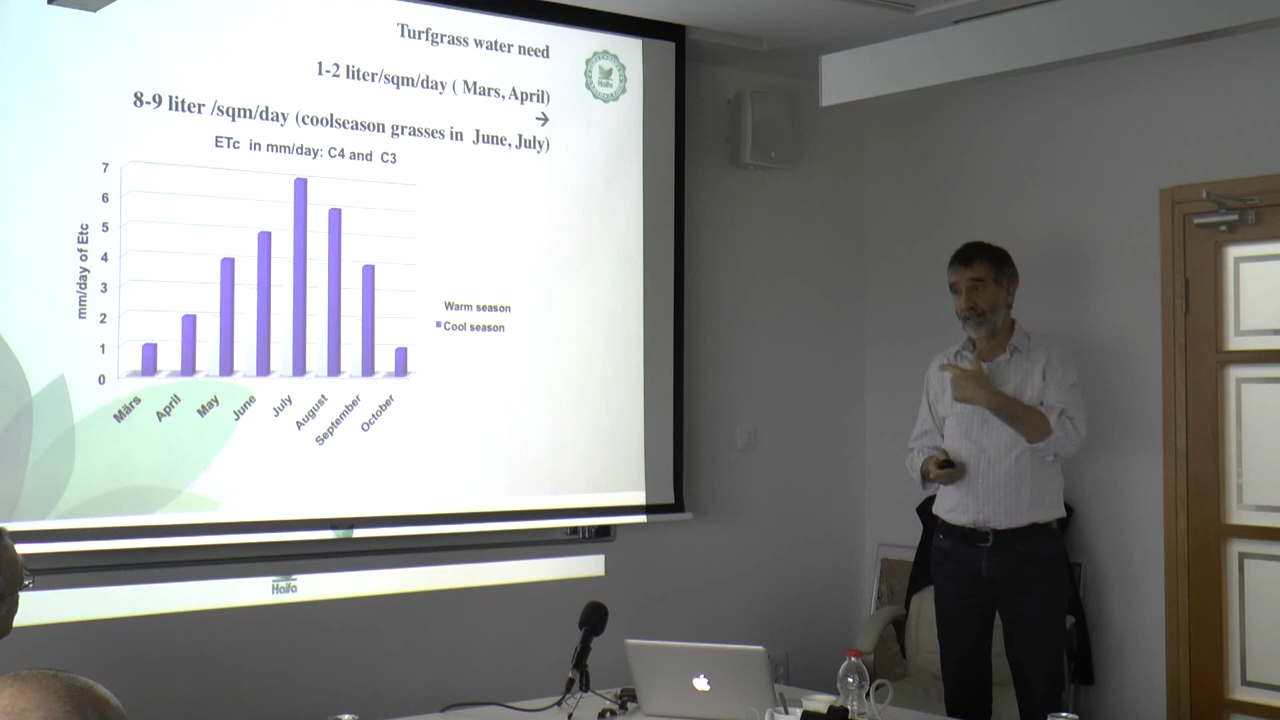 Turfgrass water need
1-2 liter/sqm/day ( Mars, April)
→
8-9 liter /sqm/day (coolseason grasses in June, July)
Haifa
ETc in mm/day: C4 and C3
mm/day of Etc
7
6
5
4
3
2
1
0
Mars
April
May
June
July
August
September
October
Warm season
Cool season
Haifa